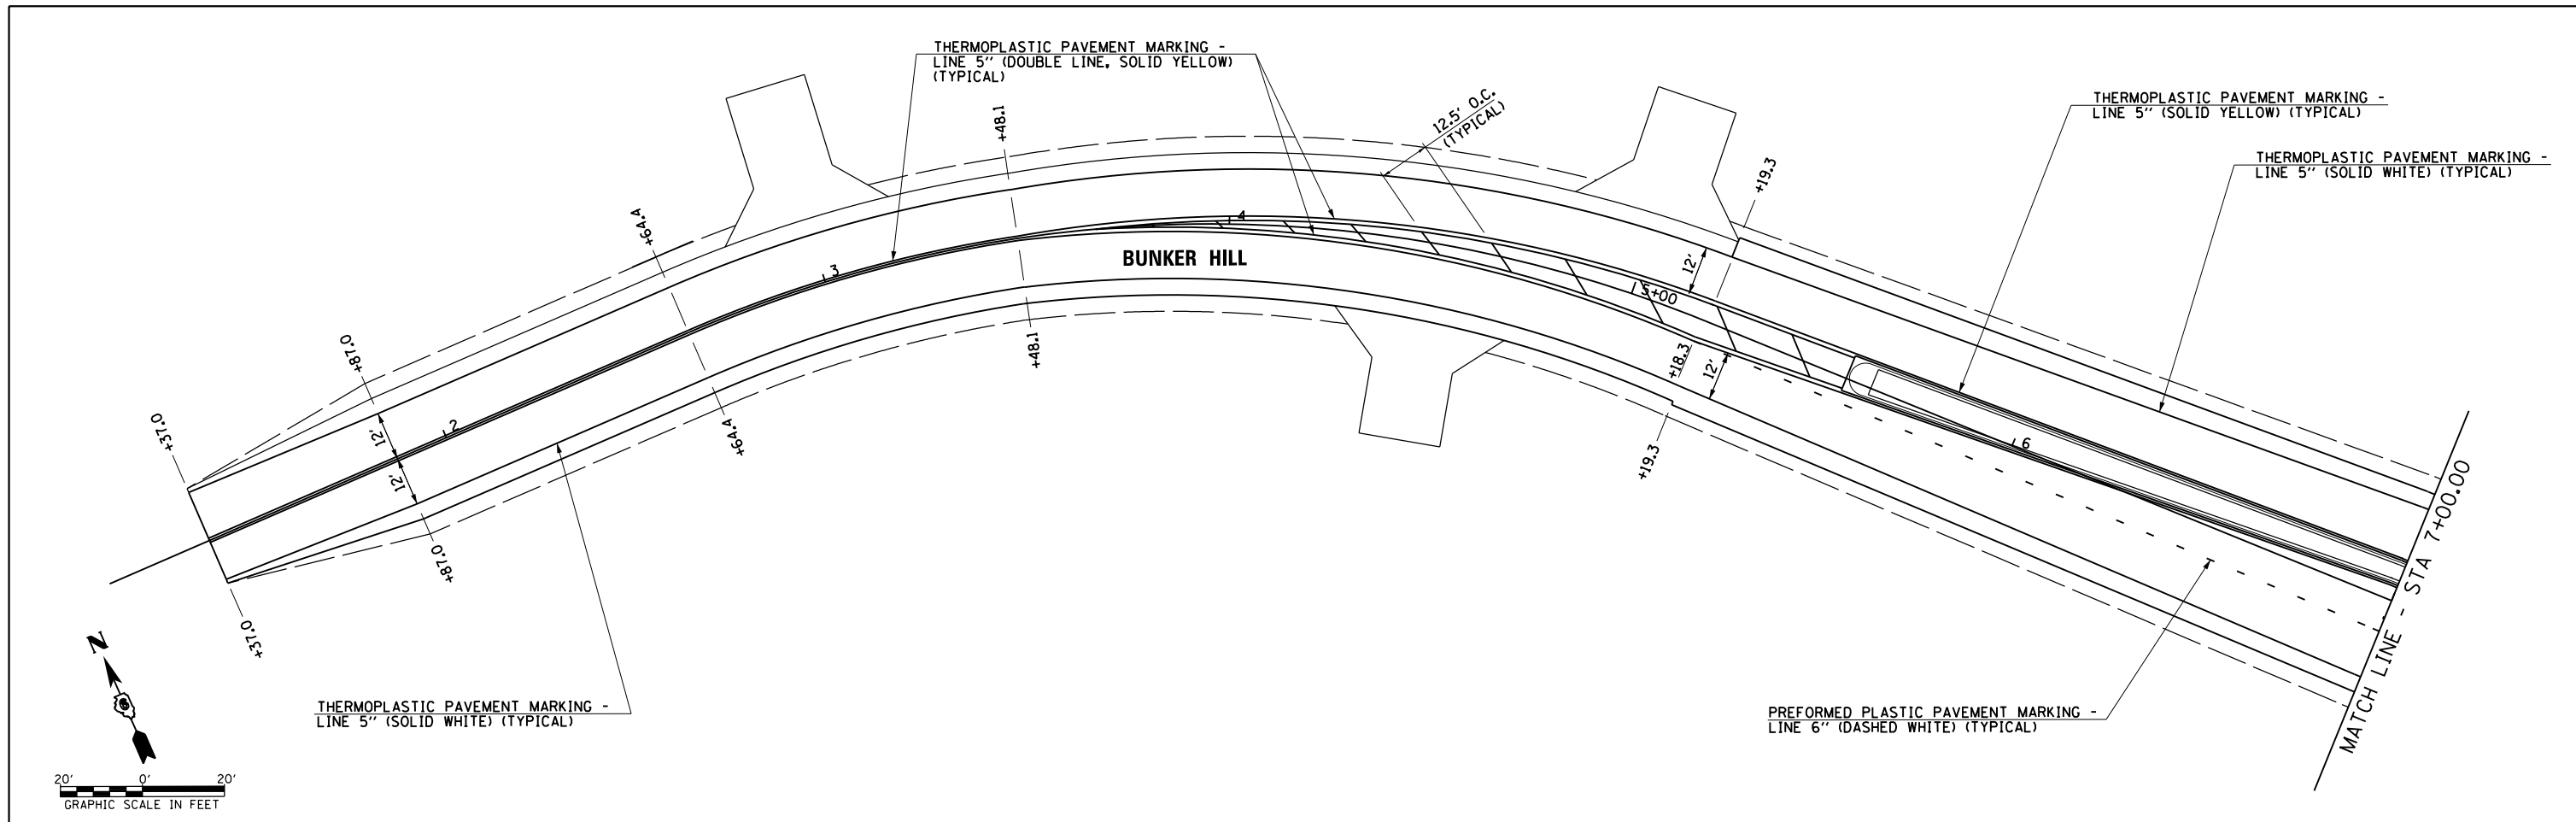 THERMOPLASTIC PAVEMENT MARKING -
LINE 5" (DOUBLE LINE, SOLID YELLOW)
(TYPICAL)
12.5' O.C.
(TYPICAL)
THERMOPLASTIC PAVEMENT MARKING -
LINE 5" (SOLID YELLOW) (TYPICAL)
THERMOPLASTIC PAVEMENT MARKING -
LINE 5" (SOLID WHITE) (TYPICAL)
+37.0
+87.0
+64.4
+48.1
+19.3
2
3
4
5+00
6
BUNKER HILL
12'
12'
12'
12'
+18.3
+37.0
+87.0
+64.4
+48.1
+19.3
MATCH LINE - STA 7+00.00
N
THERMOPLASTIC PAVEMENT MARKING -
LINE 5" (SOLID WHITE) (TYPICAL)
PREFORMED PLASTIC PAVEMENT MARKING -
LINE 6" (DASHED WHITE) (TYPICAL)
20' 0' 20'
GRAPHIC SCALE IN FEET